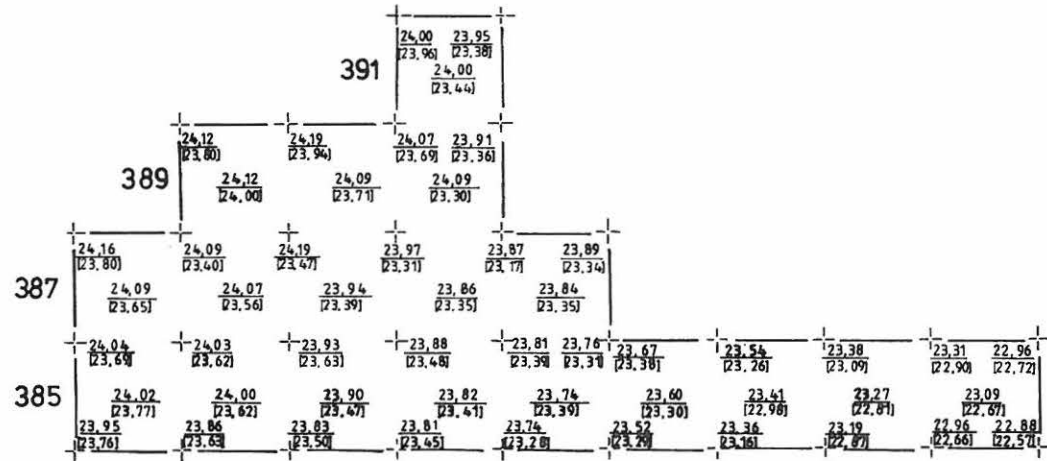 24,00 23,95
[23,96] [23,38]
391 24,00
[23,44]
24,12 24,19 24,07 23,91
[23,80] [23,94] [23,69] [23,36]
389 24,12 24,09 24,09
[24,00] [23,71] [23,30]
24,16 24,09 24,19 23,97 23,87 23,89
[23,80] [23,40] [23,47] [23,31] [23,17] [23,34]
387 24,09 24,07 23,94 23,86 23,84
[23,65] [23,56] [23,39] [23,35] [23,35]
24,04 24,03 23,93 23,88 23,81 23,76 23,67 23,54 23,38 23,31 22,96
[23,69] [23,62] [23,63] [23,48] [23,39] [23,31] [23,38] [23,26] [23,09] [22,90] [22,72]
385 24,02 24,00 23,90 23,82 23,74 23,60 23,41 23,27 23,09
[23,77] [23,62] [23,47] [23,41] [23,39] [23,30] [22,98] [22,81] [22,67]
23,95 23,86 23,83 23,81 23,74 23,52 23,36 23,19 22,96 22,88
[23,76] [23,63] [23,50] [23,45] [23,28] [23,29] [23,16] [22,87] [22,66] [22,57]